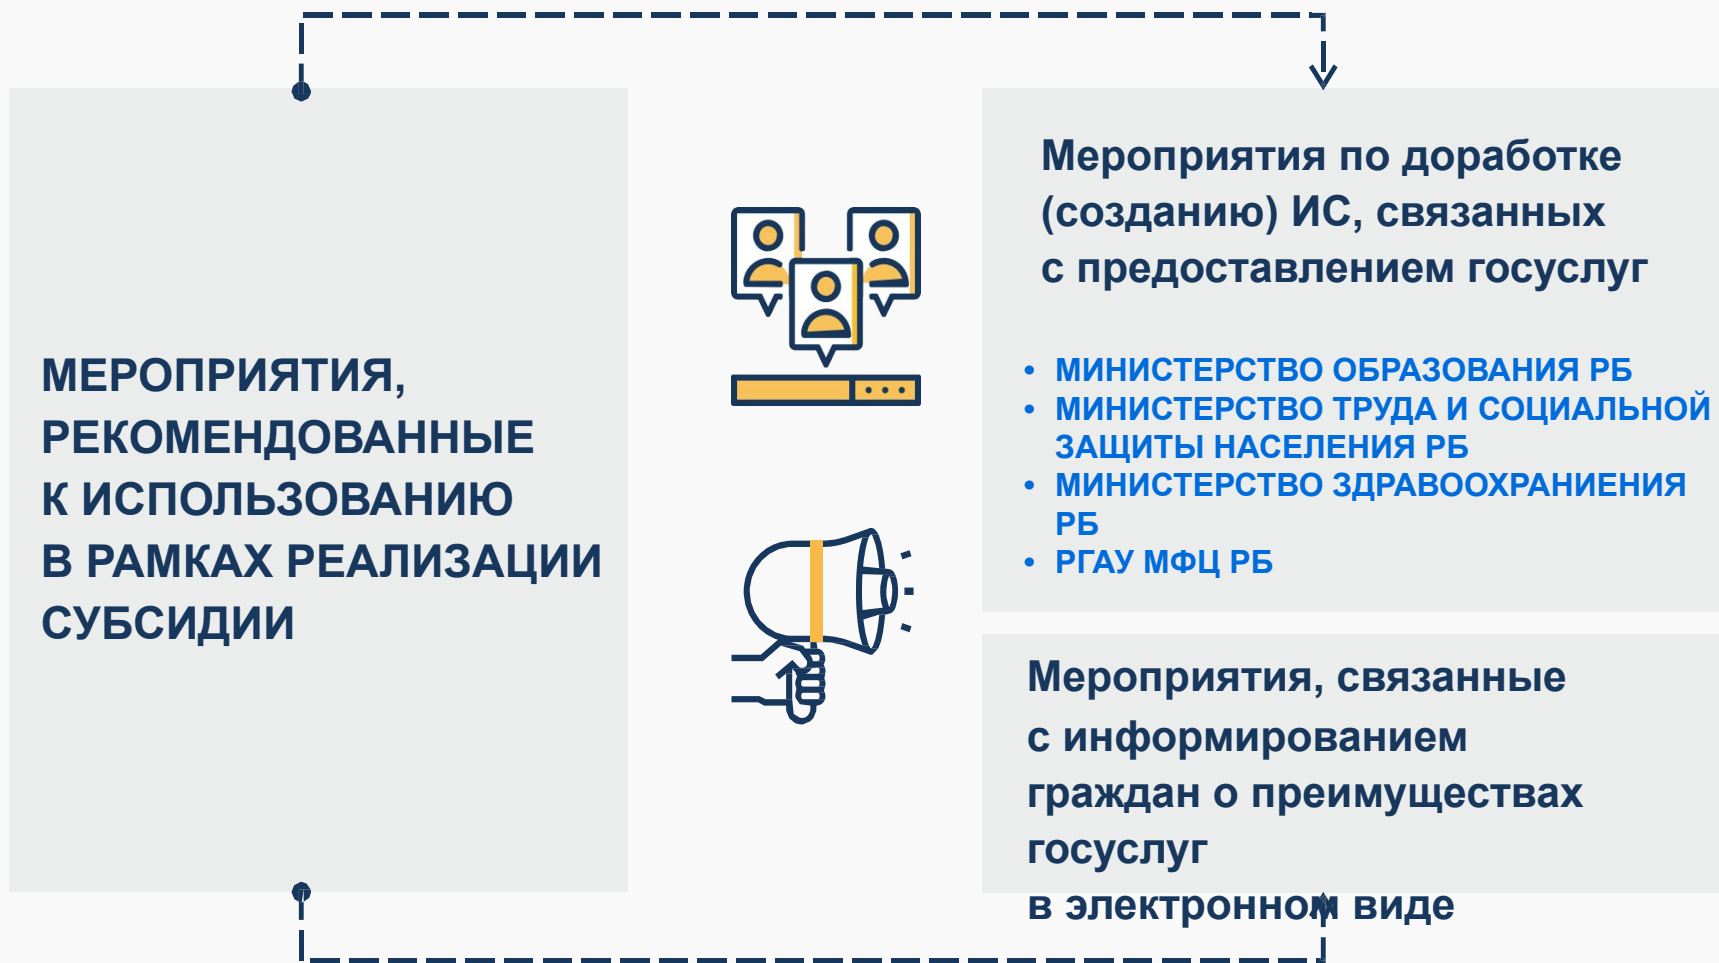 МЕРОПРИЯТИЯ,
РЕКОМЕНДОВАННЫЕ
К ИСПОЛЬЗОВАНИЮ
В РАМКАХ РЕАЛИЗАЦИИ
СУБСИДИИ
Мероприятия по доработке
(созданию) ИС, связанных
с предоставлением госуслуг
• МИНИСТЕРСТВО ОБРАЗОВАНИЯ РБ
• МИНИСТЕРСТВО ТРУДА И СОЦИАЛЬНОЙ
ЗАЩИТЫ НАСЕЛЕНИЯ РБ
• МИНИСТЕРСТВО ЗДРАВООХРАНИЕНИЯ
РБ
• РГАУ МФЦ РБ
Мероприятия, связанные
с информированием
граждан о преимуществах
госуслуг
в электронном виде